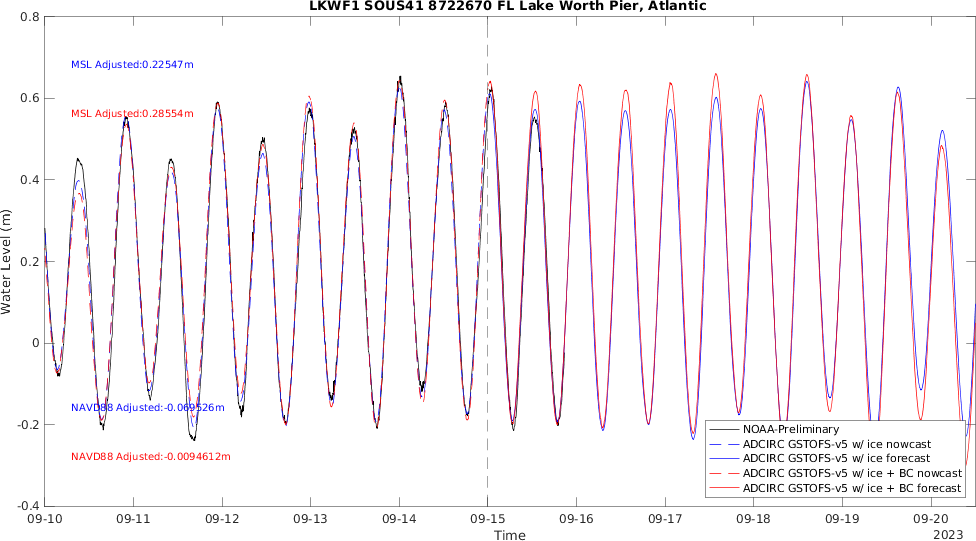 LKWF1 SOUS41 8722670 FL Lake Worth Pier, Atlantic
0.8
0.6
0.4
0.2
0
-0.2
-0.4
Water Level (m)
MSL Adjusted:0.22547m
MSL Adjusted:0.28554m
NAVD88 Adjusted:-0.069526m
NAVD88 Adjusted:-0.0094612m
NOAA-Preliminary
ADCIRC GSTOFS-v5 w/ ice nowcast
ADCIRC GSTOFS-v5 w/ ice forecast
ADCIRC GSTOFS-v5 w/ ice + BC nowcast
ADCIRC GSTOFS-v5 w/ ice + BC forecast
09-10 09-11 09-12 09-13 09-14 09-15 09-16 09-17 09-18 09-19 09-20
Time
2023